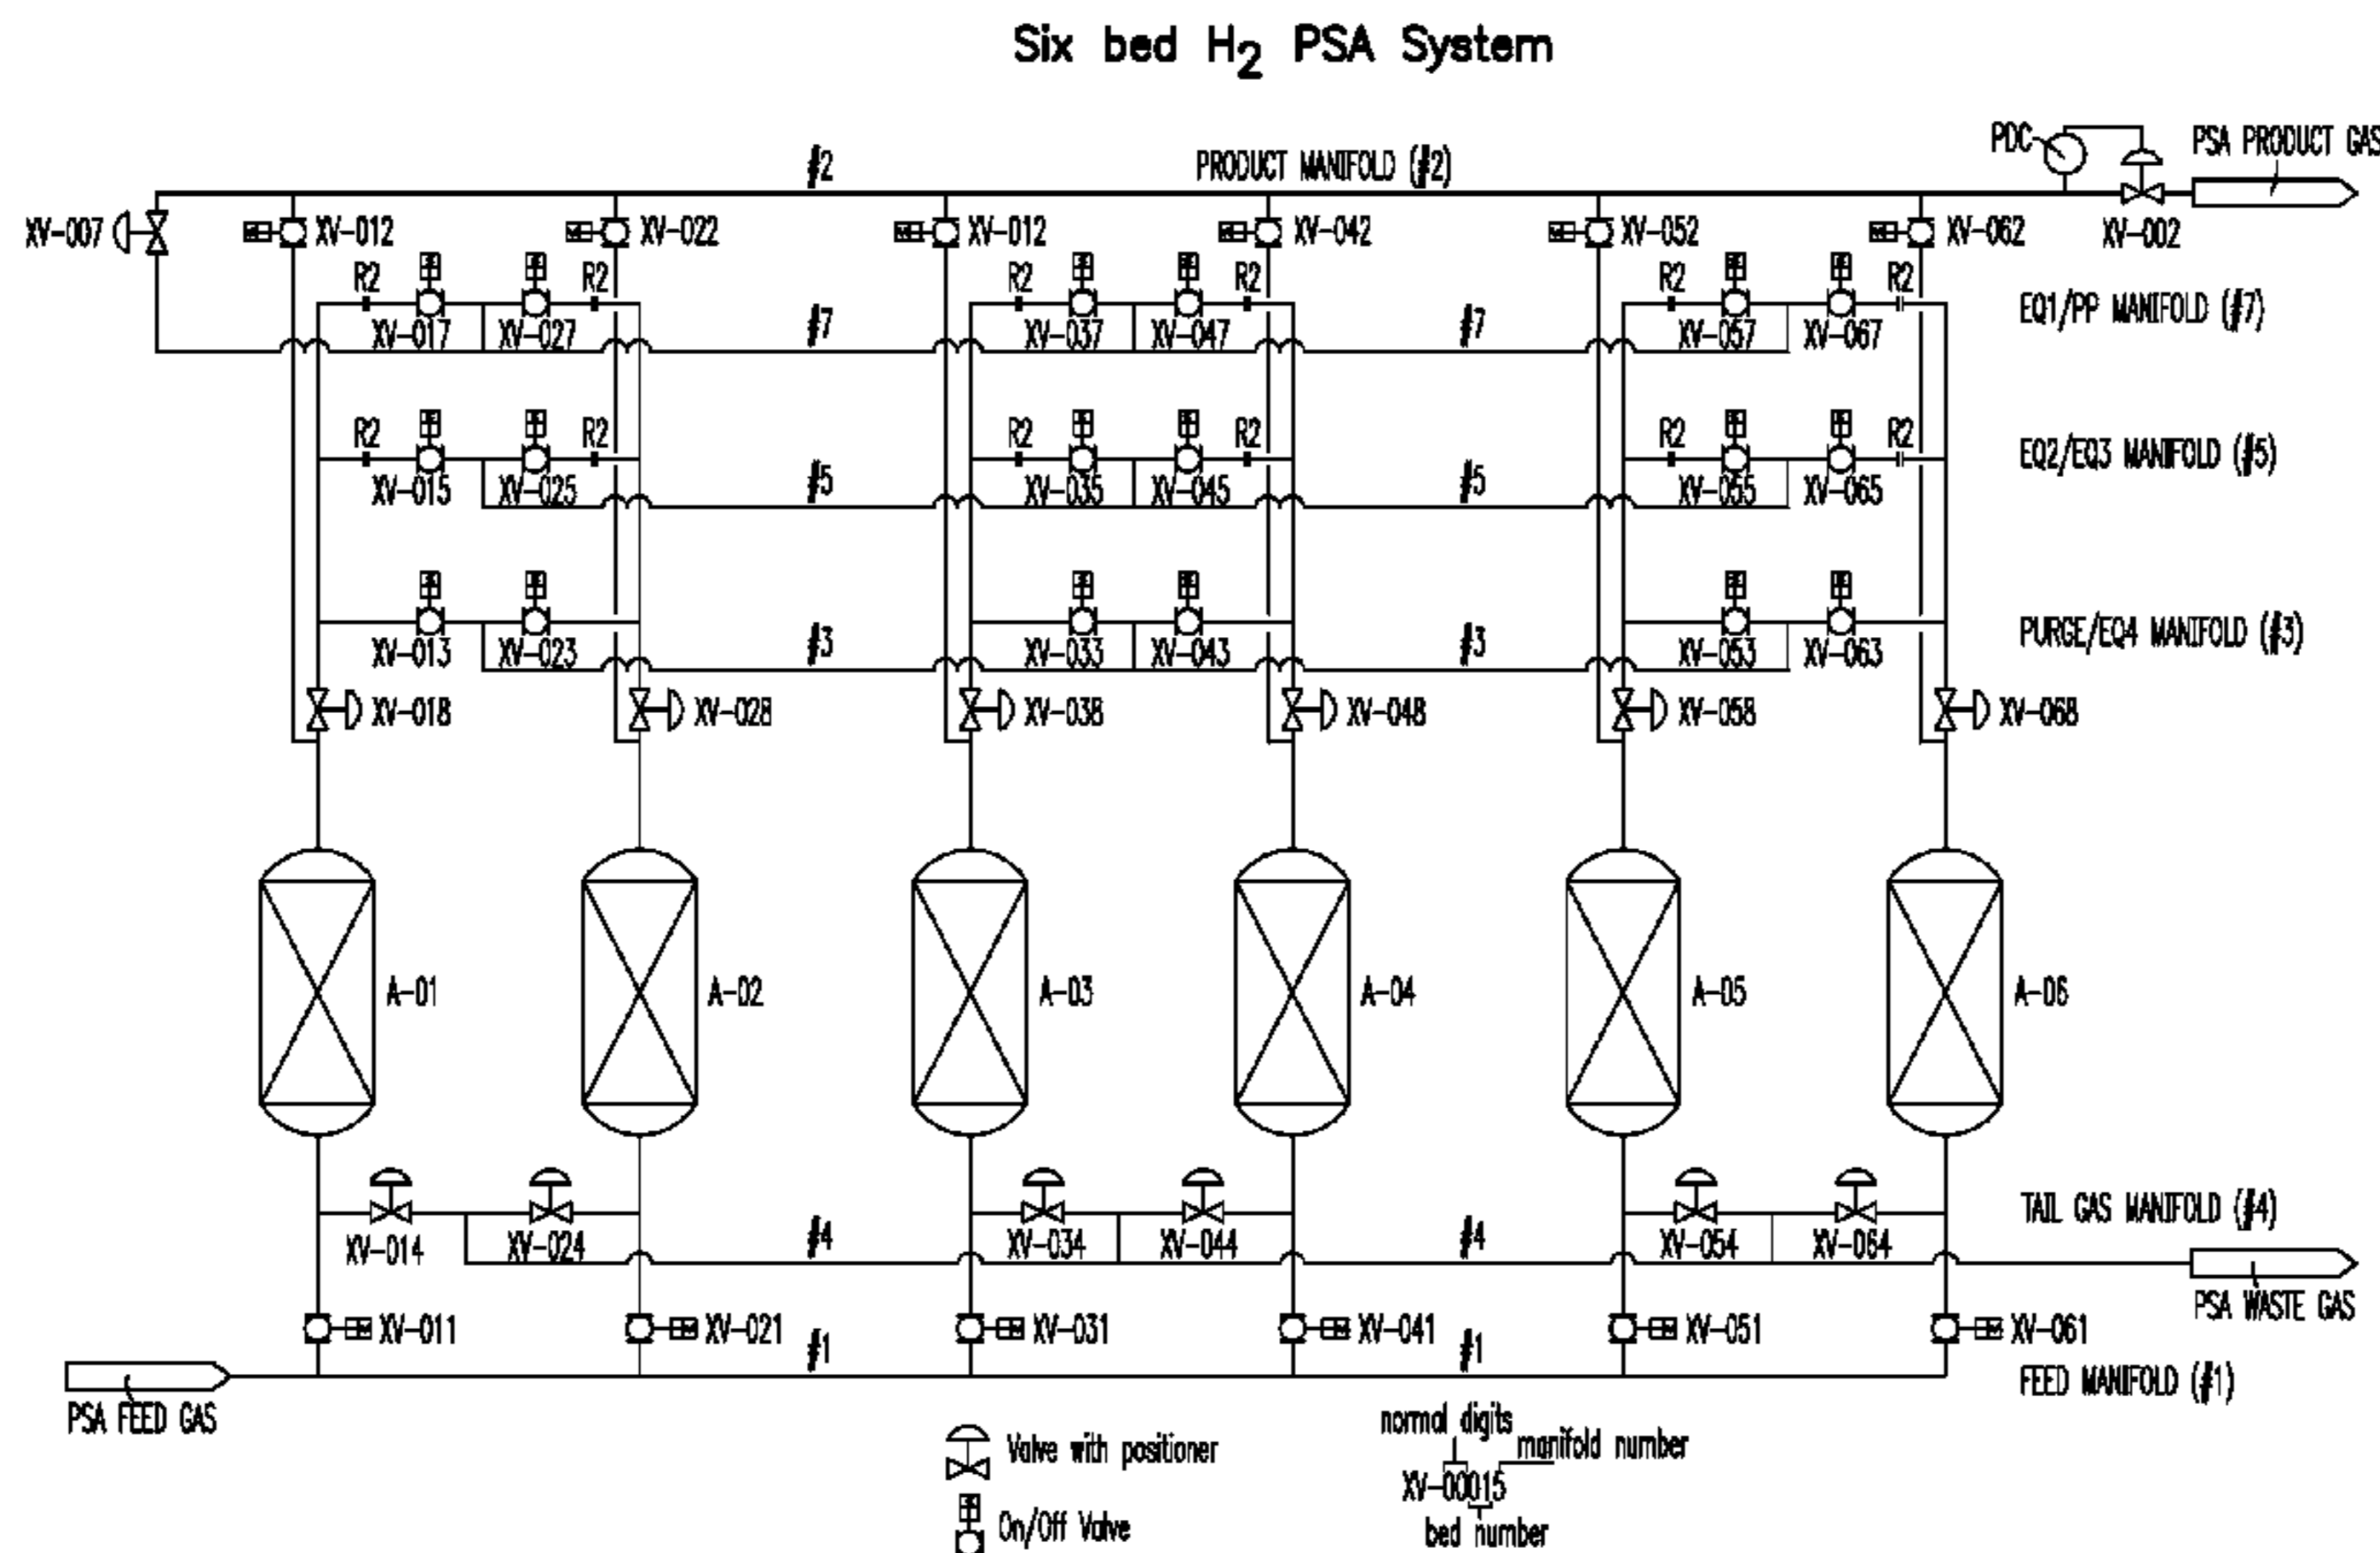 Six bed H2 PSA System
PDC
PSA PRODUCT GAS
#2
PRODUCT MANIFOLD (#2)
XV-007
XV-012
XV-022
XV-012
XV-042
XV-052
XV-062
XV-002
R2
R2
R2
R2
R2
R2
EQ1/PP MANIFOLD (#7)
XV-017
XV-027
#7
XV-037
XV-047
#7
XV-057
XV-067
R2
R2
R2
R2
R2
R2
EQ2/EQ3 MANIFOLD (#5)
XV-015
XV-025
#5
XV-035
XV-045
#5
XV-055
XV-065
PURGE/EQ4 MANIFOLD (#3)
XV-013
XV-023
#3
XV-033
XV-043
#3
XV-053
XV-063
XV-018
XV-028
XV-038
XV-048
XV-058
XV-068
A-01
A-02
A-03
A-04
A-05
A-06
TAIL GAS MANIFOLD (#4)
XV-014
XV-024
#4
XV-034
XV-044
#4
XV-054
XV-064
PSA WASTE GAS
XV-011
XV-021
XV-031
XV-041
XV-051
XV-061
#1
#1
FEED MANIFOLD (#1)
PSA FEED GAS
Valve with positioner
normal digits
manifold number
XV-00015
bed number
On/Off Valve